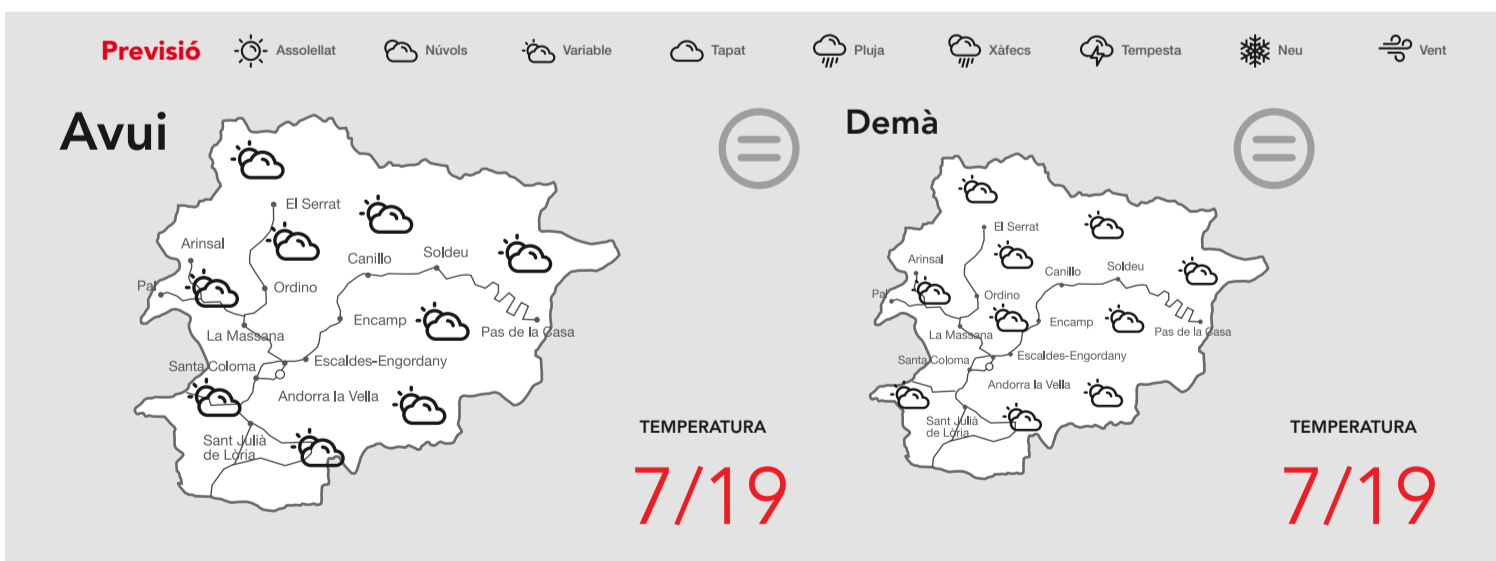 Previsió
Assolellat
Núvols
Variable
Tapat
Pluja
Xàfecs
Tempesta
Neu
Vent
Avui
El Serrat
Arinsal
Soldeu
Canillo
Pal
Ordino
Encamp
La Massana
Pas de la Casa
Escaldes-Engordany
Santa Coloma
Andorra la Vella
Sant Julià
de Lòria
TEMPERATURA
7/19
Demà
El Serrat
Arinsal
Soldeu
Canillo
Pal
Ordino
Encamp
La Massana
Pas de la Casa
Escaldes-Engordany
Santa Coloma
Andorra la Vella
Sant Julià
de Lòria
TEMPERATURA
7/19